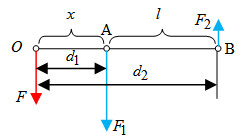 x l F₂
O A B
d₁
d₂
F F₁